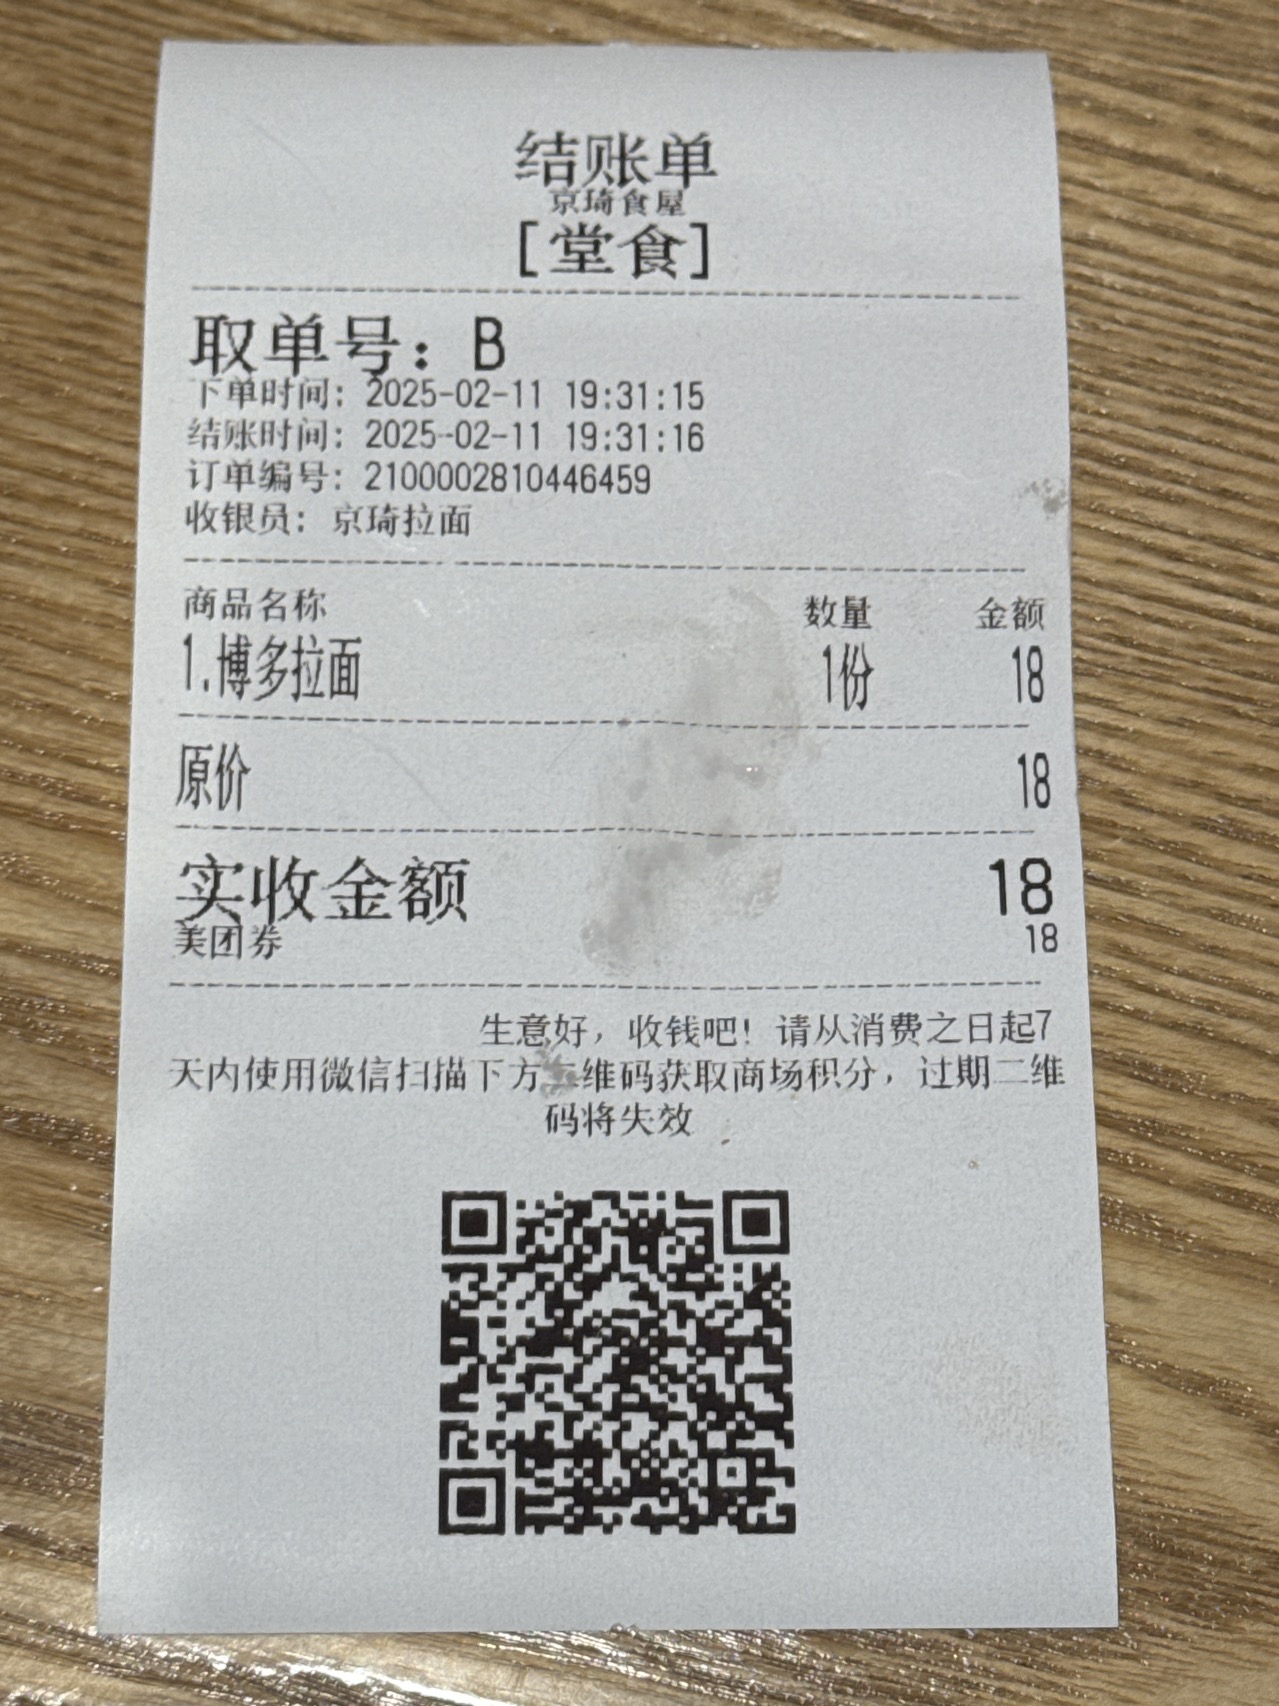 结账单
京琦食屋
[堂食]
取单号：B
下单时间：2025-02-11 19:31:15
结账时间：2025-02-11 19:31:16
订单编号：2100002810446459
收银员：京琦拉面
商品名称 数量 金额
1.博多拉面 1份 18
原价 18
实收金额 18
美团券 18
生意好，收钱吧！请从消费之日起7
天内使用微信扫描下方二维码获取商场积分，过期二维
码将失效